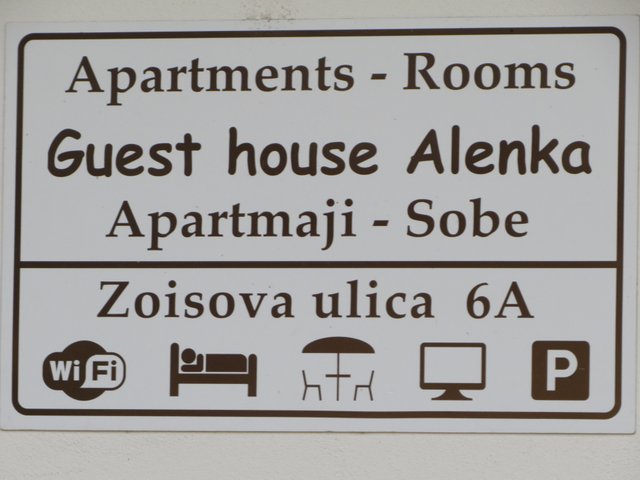 Apartments - Rooms
Guest house Alenka
Apartmaji - Sobe
Zoisova ulica 6A
WiFi
P